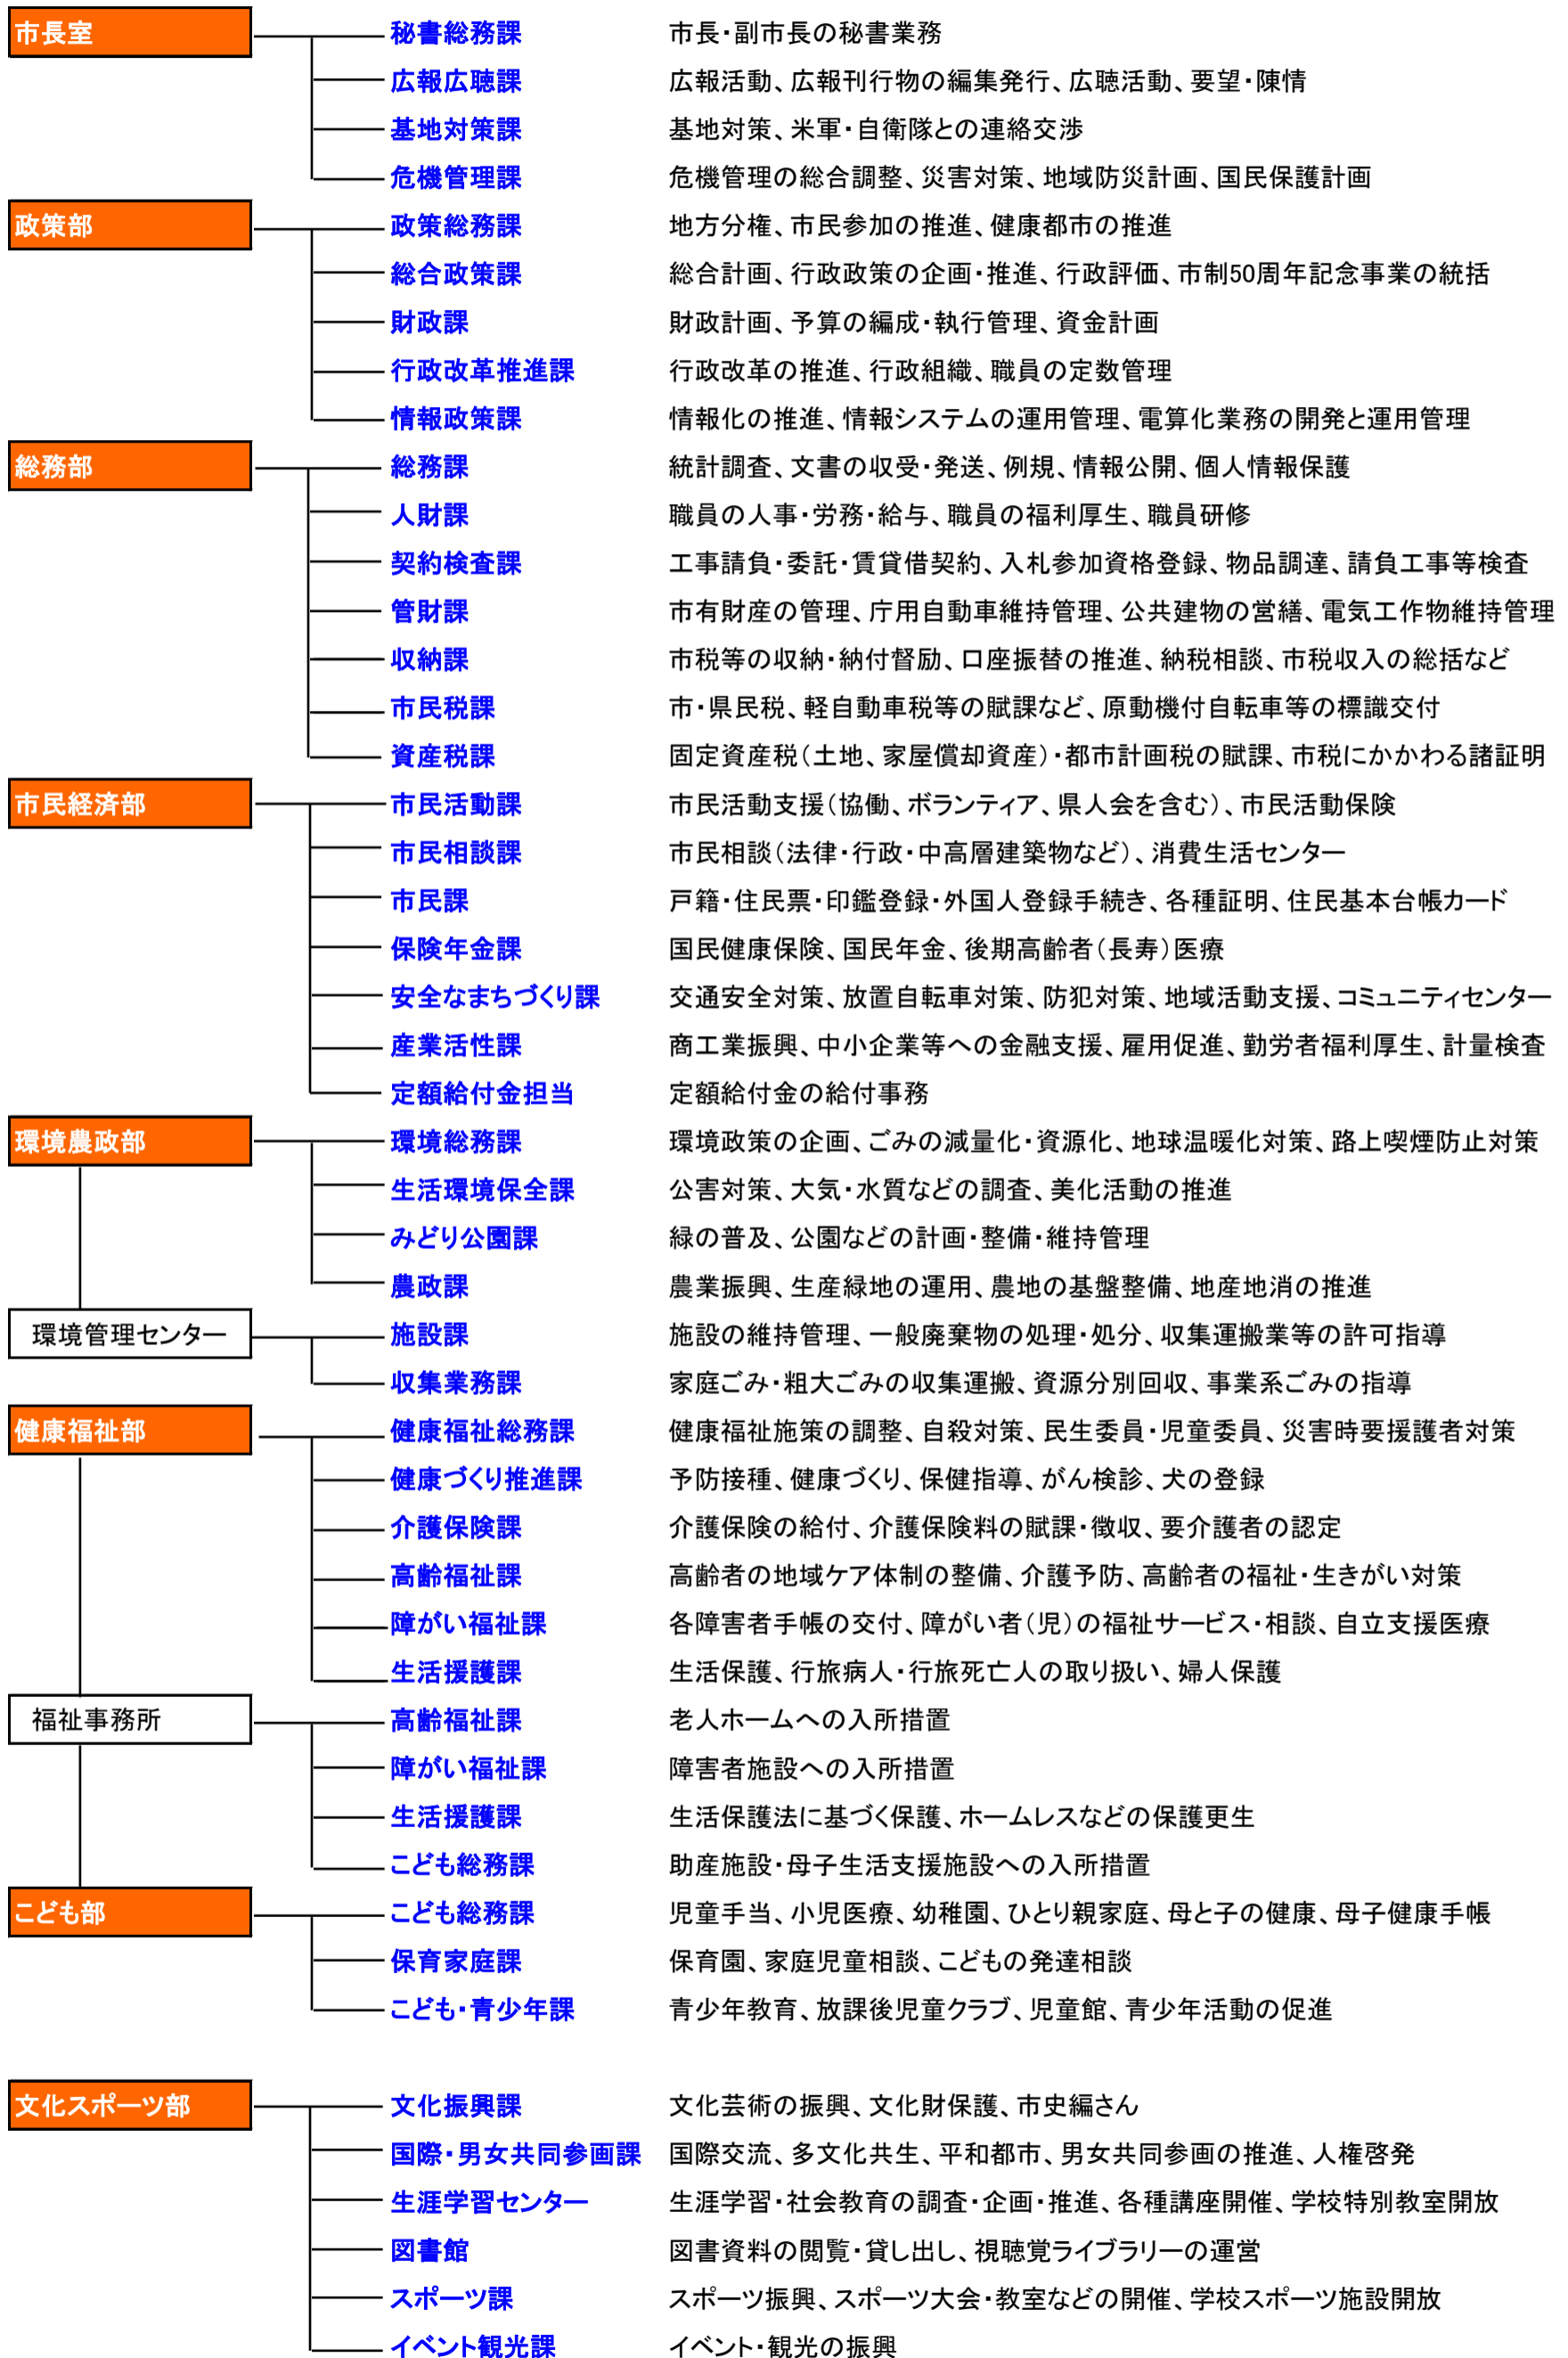 市長室 秘書総務課 市長・副市長の秘書業務
広報広聴課 広報活動、広報刊行物の編集発行、広聴活動、要望・陳情
基地対策課 基地対策、米軍・自衛隊との連絡交渉
危機管理課 危機管理の総合調整、災害対策、地域防災計画、国民保護計画
政策部 政策総務課 地方分権、市民参加の推進、健康都市の推進
総合政策課 総合計画、行政政策の企画・推進、行政評価、市制50周年記念事業の統括
財政課 財政計画、予算の編成・執行管理、資金計画
行政改革推進課 行政改革の推進、行政組織、職員の定数管理
情報政策課 情報化の推進、情報システムの運用管理、電算化業務の開発と運用管理
総務部 総務課 統計調査、文書の収受・発送、例規、情報公開、個人情報保護
人財課 職員の人事・労務・給与、職員の福利厚生、職員研修
契約検査課 工事請負・委託・賃貸借契約、入札参加資格登録、物品調達、請負工事等検査
管財課 市有財産の管理、庁用自動車維持管理、公共建物の営繕、電気工作物維持管理
収納課 市税等の収納・納付督励、口座振替の推進、納税相談、市税収入の総括など
市民税課 市・県民税、軽自動車税等の賦課など、原動機付自転車等の標識交付
資産税課 固定資産税（土地、家屋償却資産）・都市計画税の賦課、市税にかかわる諸証明
市民経済部 市民活動課 市民活動支援（協働、ボランティア、県人会を含む）、市民活動保険
市民相談課 市民相談（法律・行政・中高層建築物など）、消費生活センター
市民課 戸籍・住民票・印鑑登録・外国人登録手続き、各種証明、住民基本台帳カード
保険年金課 国民健康保険、国民年金、後期高齢者（長寿）医療
安全なまちづくり課 交通安全対策、放置自転車対策、防犯対策、地域活動支援、コミュニティセンター
産業活性課 商工業振興、中小企業等への金融支援、雇用促進、勤労者福利厚生、計量検査
定額給付金担当 定額給付金の給付事務
環境農政部 環境総務課 環境政策の企画、ごみの減量化・資源化、地球温暖化対策、路上喫煙防止対策
生活環境保全課 公害対策、大気・水質などの調査、美化活動の推進
みどり公園課 緑の普及、公園などの計画・整備・維持管理
農政課 農業振興、生産緑地の運用、農地の基盤整備、地産地消の推進
環境管理センター 施設課 施設の維持管理、一般廃棄物の処理・処分、収集運搬業等の許可指導
収集業務課 家庭ごみ・粗大ごみの収集運搬、資源分別回収、事業系ごみの指導
健康福祉部 健康福祉総務課 健康福祉施策の調整、自殺対策、民生委員・児童委員、災害時要援護者対策
健康づくり推進課 予防接種、健康づくり、保健指導、がん検診、犬の登録
介護保険課 介護保険の給付、介護保険料の賦課・徴収、要介護者の認定
高齢福祉課 高齢者の地域ケア体制の整備、介護予防、高齢者の福祉・生きがい対策
障がい福祉課 各障害者手帳の交付、障がい者（児）の福祉サービス・相談、自立支援医療
生活援護課 生活保護、行旅病人・行旅死亡人の取り扱い、婦人保護
福祉事務所 高齢福祉課 老人ホームへの入所措置
障がい福祉課 障害者施設への入所措置
生活援護課 生活保護法に基づく保護、ホームレスなどの保護更生
こども総務課 助産施設・母子生活支援施設への入所措置
こども部 こども総務課 児童手当、小児医療、幼稚園、ひとり親家庭、母と子の健康、母子健康手帳
保育家庭課 保育園、家庭児童相談、こどもの発達相談
こども・青少年課 青少年教育、放課後児童クラブ、児童館、青少年活動の促進
文化スポーツ部 文化振興課 文化芸術の振興、文化財保護、市史編さん
国際・男女共同参画課 国際交流、多文化共生、平和都市、男女共同参画の推進、人権啓発
生涯学習センター 生涯学習・社会教育の調査・企画・推進、各種講座開催、学校特別教室開放
図書館 図書資料の閲覧・貸し出し、視聴覚ライブラリーの運営
スポーツ課 スポーツ振興、スポーツ大会・教室などの開催、学校スポーツ施設開放
イベント観光課 イベント・観光の振興